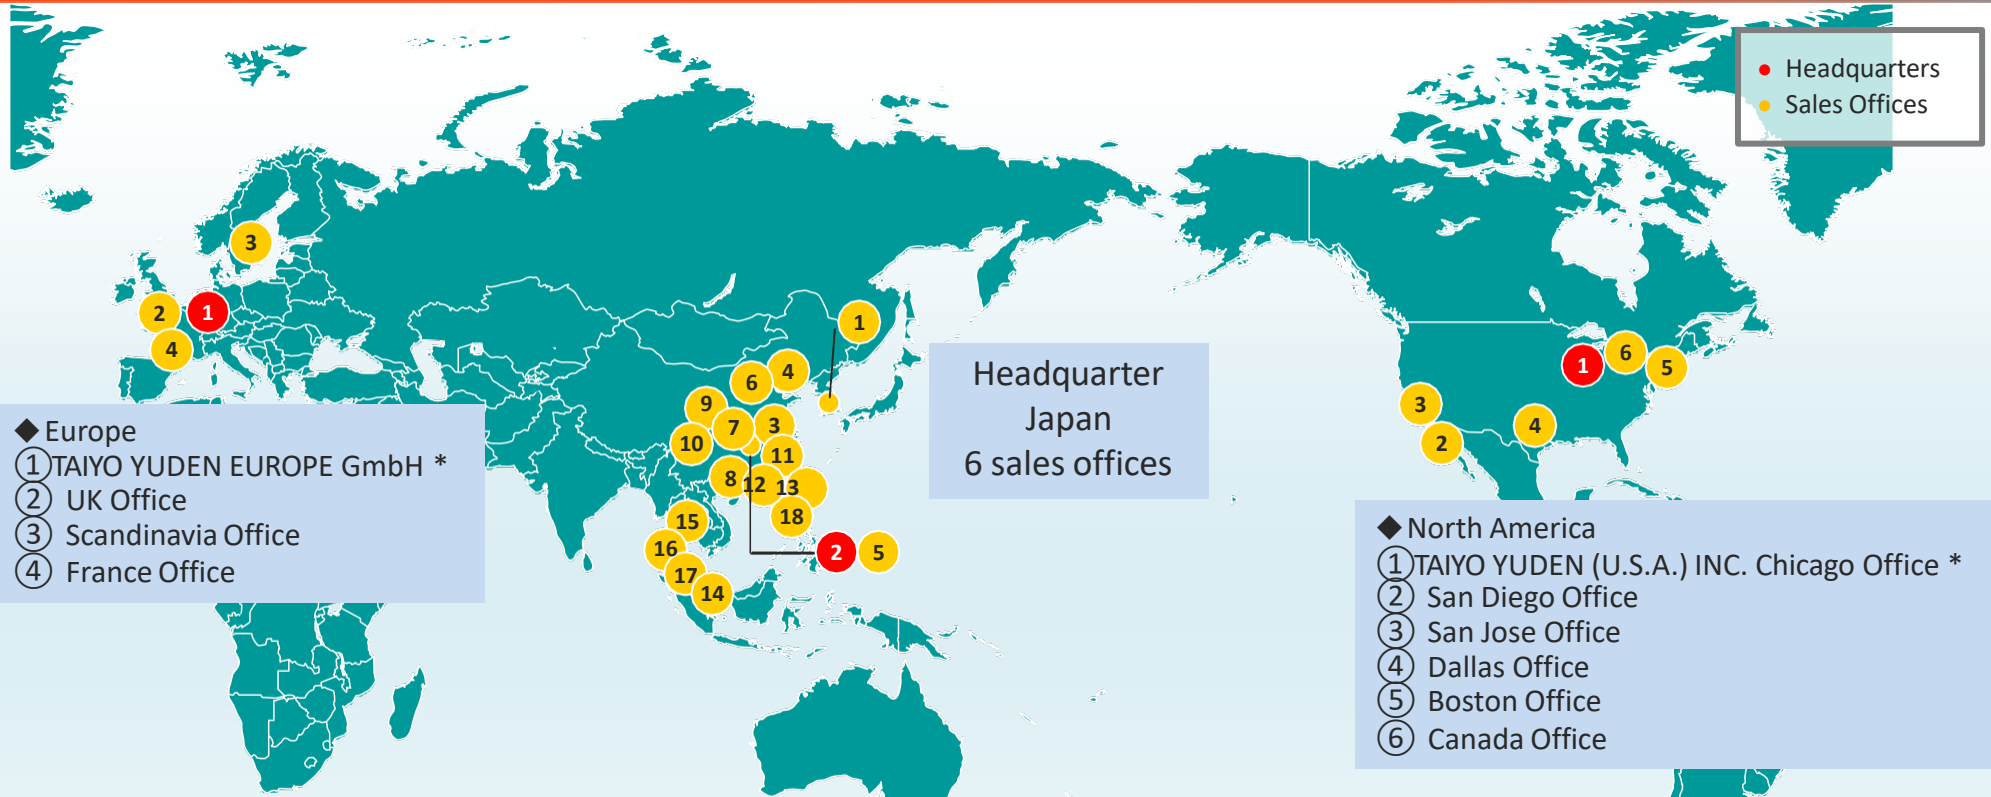 Headquarters
Sales Offices
3
2
1
4
1
6
4
9
7
3
10
11
8
12
13
18
15
16
17
14
2
5
1
6
5
3
2
4
Headquarter
Japan
6 sales offices
◆Europe
①TAIYO YUDEN EUROPE GmbH *
② UK Office
③ Scandinavia Office
④ France Office
◆North America
①TAIYO YUDEN (U.S.A.) INC. Chicago Office *
② San Diego Office
③ San Jose Office
④ Dallas Office
⑤ Boston Office
⑥ Canada Office